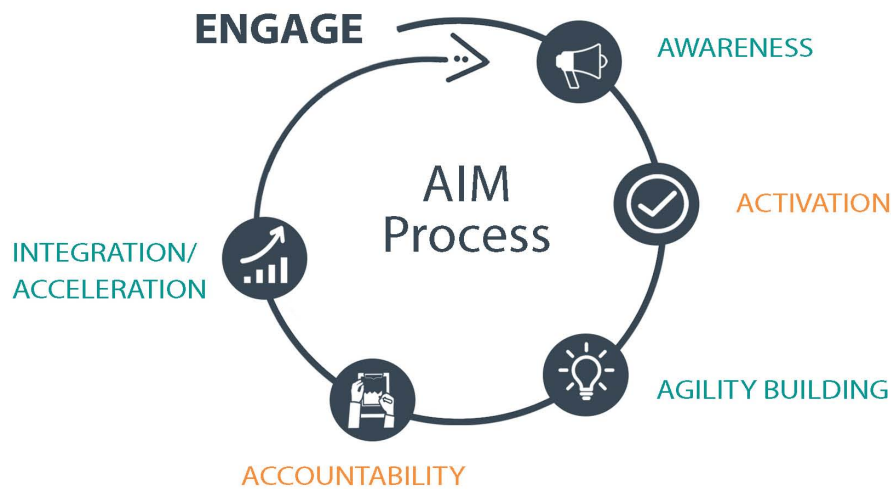 ENGAGE
AWARENESS
AIM
Process
ACTIVATION
INTEGRATION/
ACCELERATION
AGILITY BUILDING
ACCOUNTABILITY